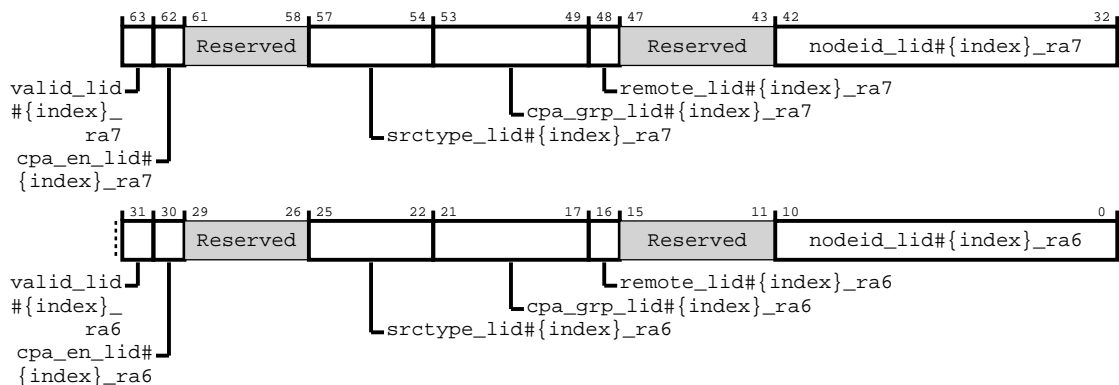 63 62 61 58 57 54 53 49 48 47 43 42 32
Reserved Reserved nodeid_lid#{index}_ra7
valid_lid
#{index}_
ra7
remote_lid#{index}_ra7
cpa_grp_lid#{index}_ra7
srctype_lid#{index}_ra7
cpa_en_lid#
{index}_ra7
31 30 29 26 25 22 21 17 16 15 11 10 0
Reserved Reserved nodeid_lid#{index}_ra6
valid_lid
#{index}_
ra6
remote_lid#{index}_ra6
cpa_grp_lid#{index}_ra6
srctype_lid#{index}_ra6
cpa_en_lid#
{index}_ra6